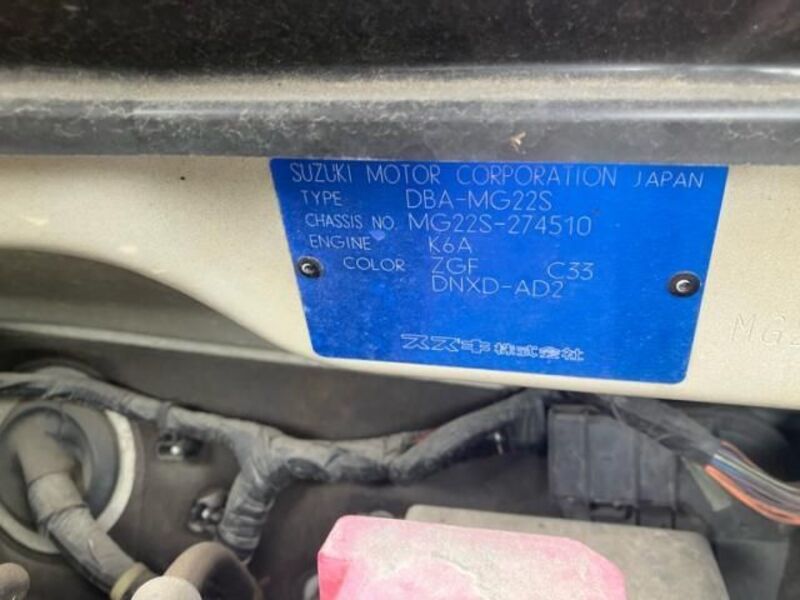 SUZUKI MOTOR CORPORATION JAPAN
TYPE DBA-MG22S
CHASSIS NO. MG22S-274510
ENGINE K6A
COLOR ZGF C33
DNXD-AD2
スズキ株式会社